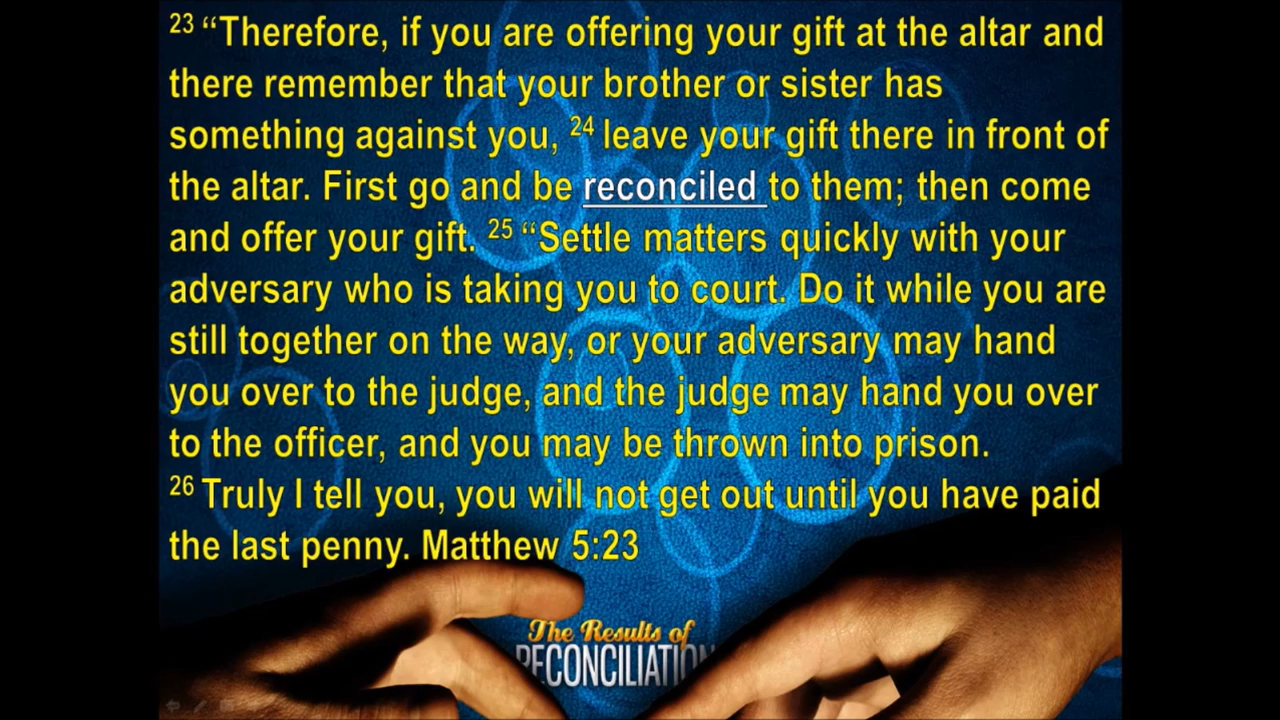 23 “Therefore, if you are offering your gift at the altar and
there remember that your brother or sister has
something against you, 24 leave your gift there in front of
the altar. First go and be reconciled to them; then come
and offer your gift. 25 “Settle matters quickly with your
adversary who is taking you to court. Do it while you are
still together on the way, or your adversary may hand
you over to the judge, and the judge may hand you over
to the officer, and you may be thrown into prison.
26 Truly I tell you, you will not get out until you have paid
the last penny. Matthew 5:23
The Results of
RECONCILIATION